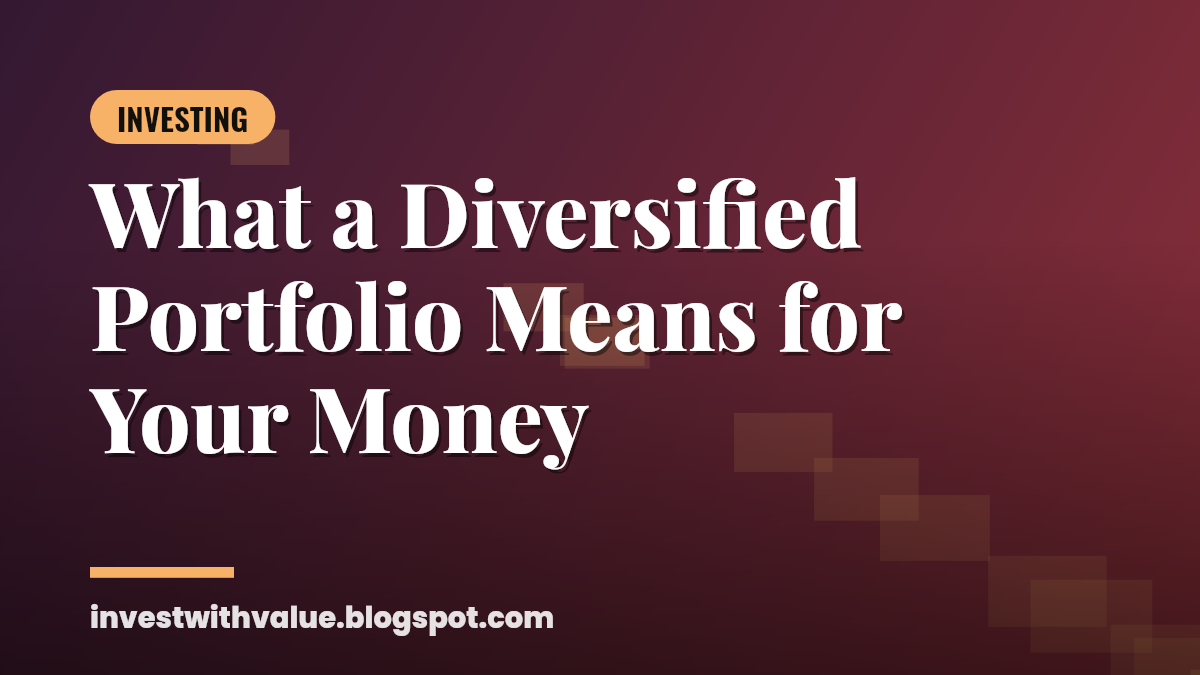 INVESTING
What a Diversified
Portfolio Means for
Your Money
investwithvalue.blogspot.com